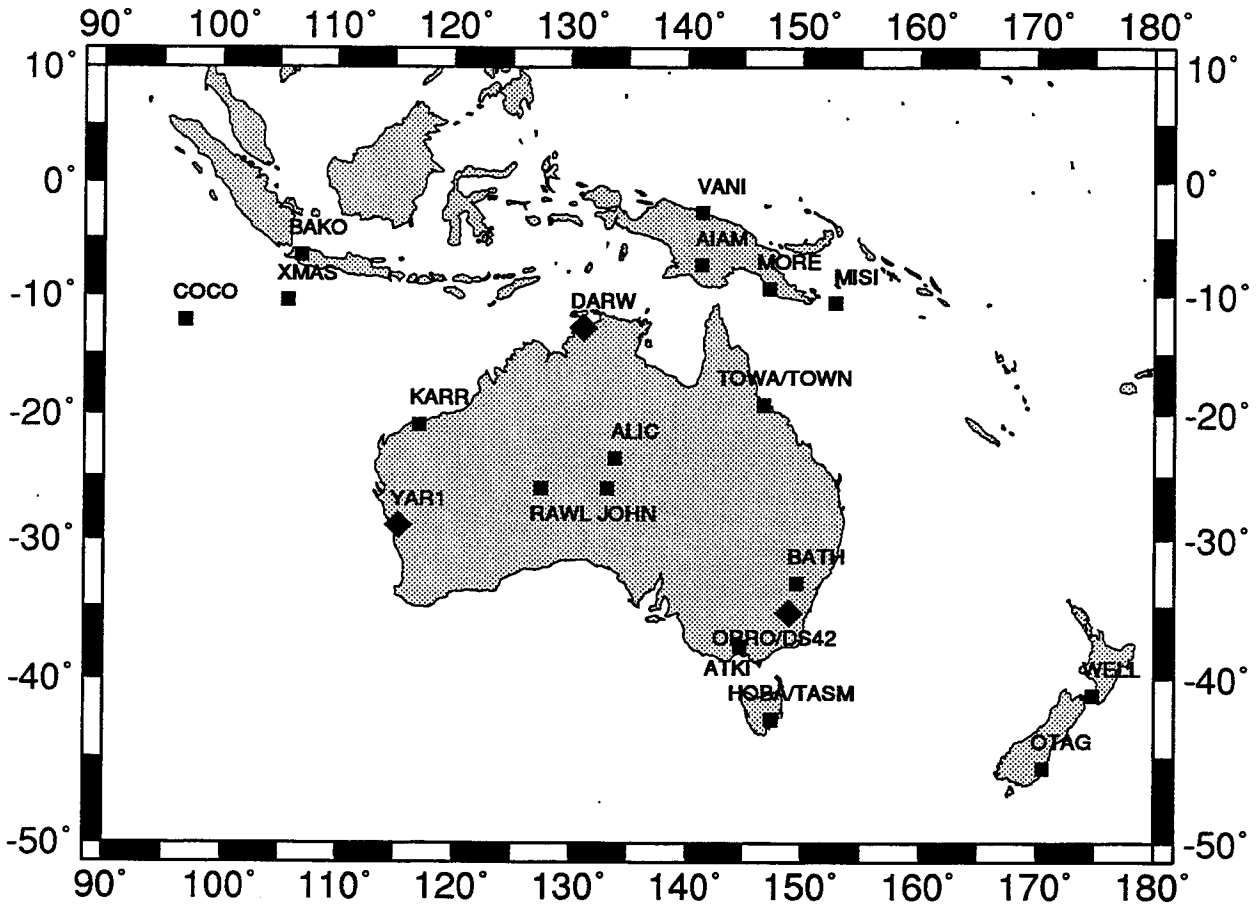 90° 100° 110° 120° 130° 140° 150° 160° 170° 180°
10° 10°
0° 0°
VANI
BAKO
AIAM
XMAS
MORE
MISI
COCO
-10° -10°
DARW
TOWA/TOWN
KARR
-20° -20°
ALIC
YAR1
RAWL JOHN
-30° -30°
BATH
ORRO/DS42
ATKI
WELL
-40° -40°
HOBA/TASM
OTAG
-50° -50°
90° 100° 110° 120° 130° 140° 150° 160° 170° 180°